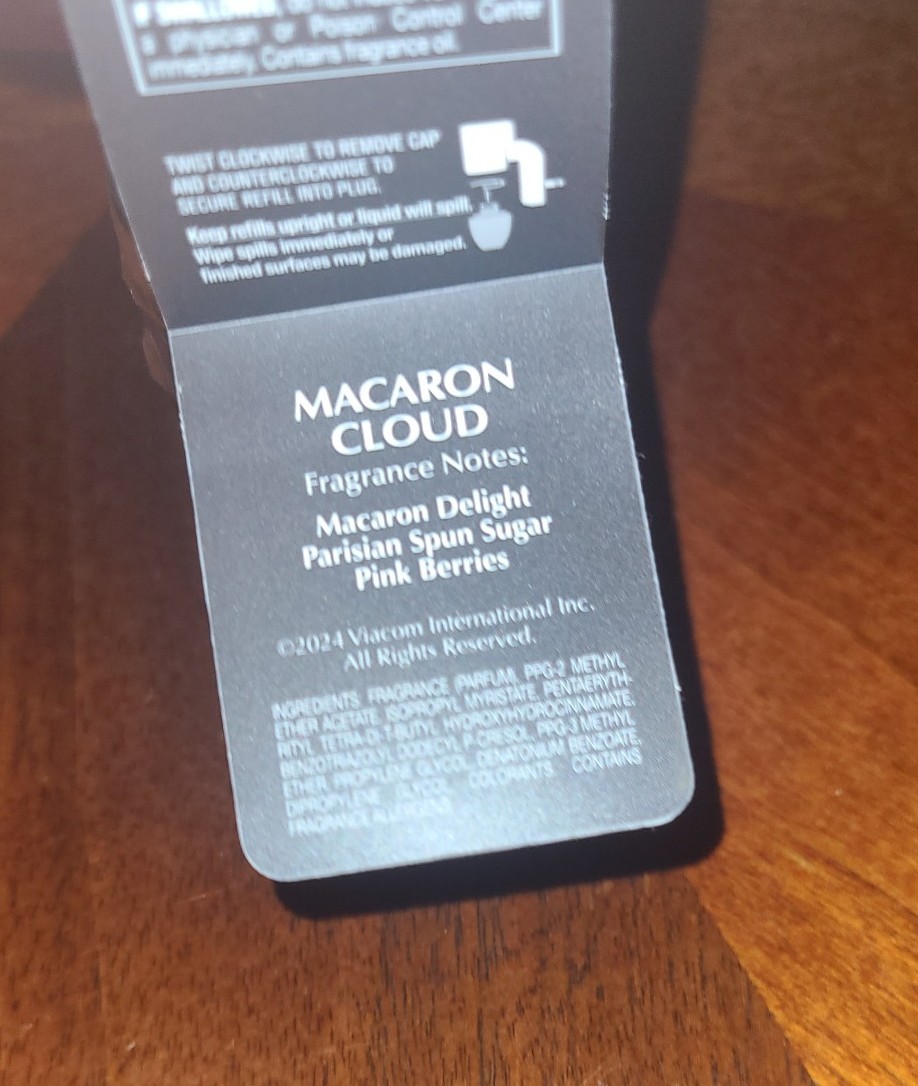 IF SWALLOWED,
a physician or Poison Control Center
immediately. Contains fragrance oil.
TWIST CLOCKWISE TO REMOVE CAP
AND COUNTERCLOCKWISE TO
SECURE REFILL INTO PLUG.
Keep refills upright or liquid will spill.
Wipe spills immediately or
finished surfaces may be damaged.
MACARON
CLOUD
Fragrance Notes:
Macaron Delight
Parisian Spun Sugar
Pink Berries
©2024 Viacom International Inc.
All Rights Reserved.
INGREDIENTS: FRAGRANCE (PARFUM), PPG-2 METHYL
ETHER ACETATE, ISOPROPYL MYRISTATE, PENTAERYTH-
RITYL TETRA-DI-T-BUTYL HYDROXYHYDROCINNAMATE,
BENZOTRIAZOLYL DODECYL P-CRESOL, PPG-3 METHYL
ETHER, PROPYLENE GLYCOL, DENATONIUM BENZOATE,
DIPROPYLENE GLYCOL, COLORANTS. CONTAINS
FRAGRANCE ALLERGENS